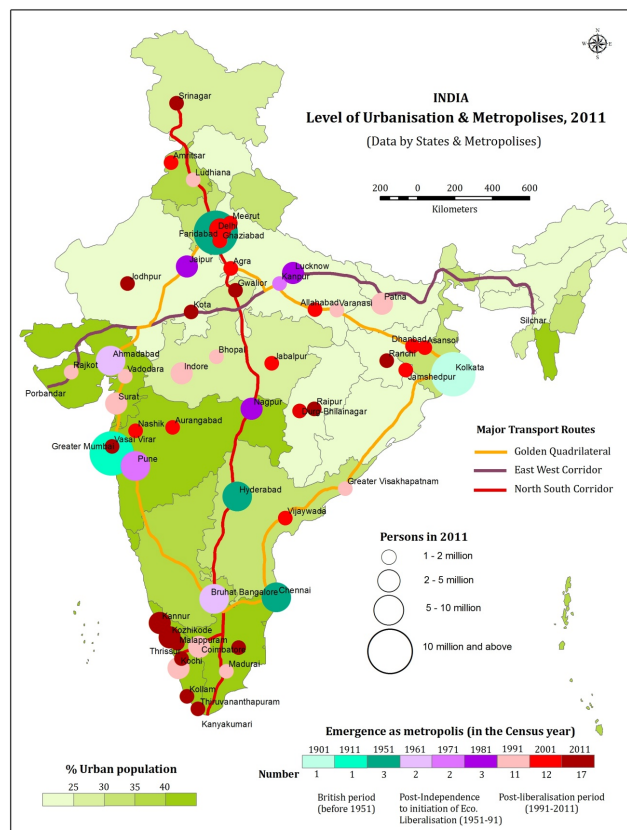 N
W
E
S
INDIA
Level of Urbanisation & Metropolises, 2011
(Data by States & Metropolises)
200
0
200
400
600
Kilometers
Srinagar
Amritsar
Ludhiana
Meerut
Delhi
Faridabad
Ghaziabad
Jaipur
Agra
Lucknow
Kanpur
Jodhpur
Gwalior
Kota
Allahabad
Varanasi
Patna
Silchar
Dhanbad
Asansol
Ranchi
Kolkata
Jamshedpur
Ahmadabad
Bhopal
Rajkot
Vadodara
Indore
Jabalpur
Porbandar
Surat
Nagpur
Raipur
Durg-Bhilainagar
Nashik
Aurangabad
Vasai Virar
Greater Mumbai
Pune
Hyderabad
Greater Visakhapatnam
Vijaywada
Bruhat Bangalore
Chennai
Kannur
Kozhikode
Malappuram
Thrissur
Coimbatore
Kochi
Madurai
Kollam
Thiruvananthapuram
Kanyakumari
Major Transport Routes
Golden Quadrilateral
East West Corridor
North South Corridor
Persons in 2011
1 - 2 million
2 - 5 million
5 - 10 million
10 million and above
Emergence as metropolis (in the Census year)
1901 1911 1951 1961 1971 1981 1991 2001 2011
Number 1 1 3 2 2 3 11 12 17
British period
(before 1951)
Post-Independence
to initiation of Eco.
Liberalisation (1951-91)
Post-liberalisation period
(1991-2011)
% Urban population
25 30 35 40